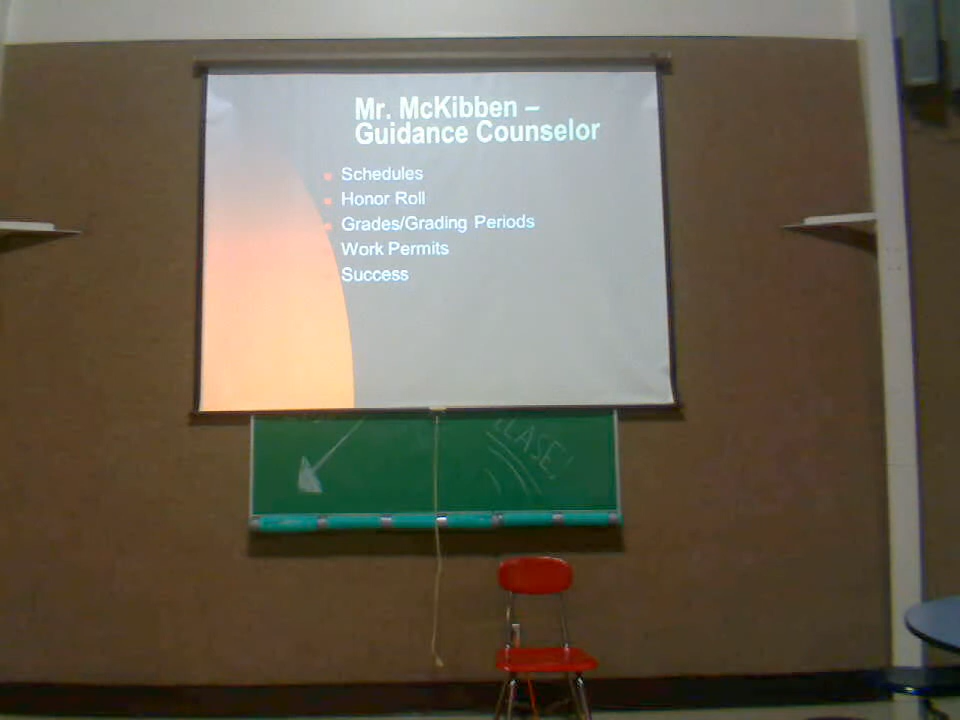 Mr. McKibben –
Guidance Counselor
Schedules
Honor Roll
Grades/Grading Periods
Work Permits
Success